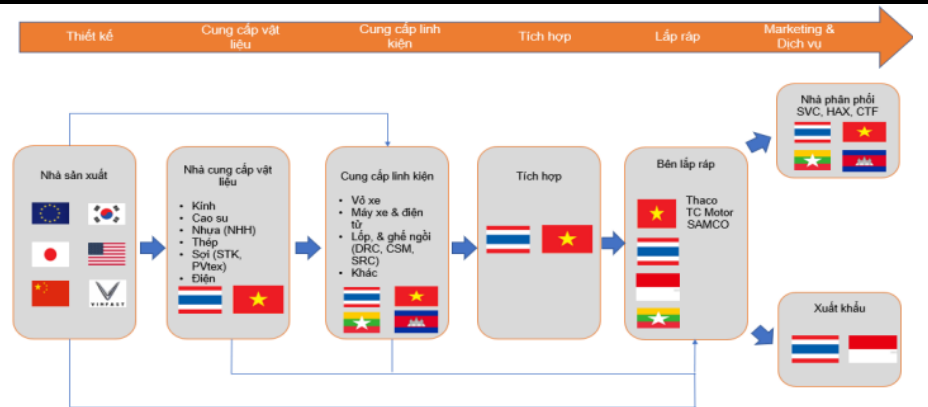 Thiết kế
Cung cấp vật
liệu
Cung cấp linh
kiện
Tích hợp
Lắp ráp
Marketing &
Dịch vụ
Nhà sản xuất
VINFAST
Nhà cung cấp vật
liệu
• Kính
• Cao su
• Nhựa (NHH)
• Thép
• Sợi (STK,
PVtex)
• Điện
Cung cấp linh kiện
• Vỏ xe
• Máy xe & điện
tử
• Lốp, & ghế ngồi
(DRC, CSM,
SRC)
• Khác
Tích hợp
Bên lắp ráp
Thaco
TC Motor
SAMCO
Nhà phân phối
SVC, HAX, CTF
Xuất khẩu